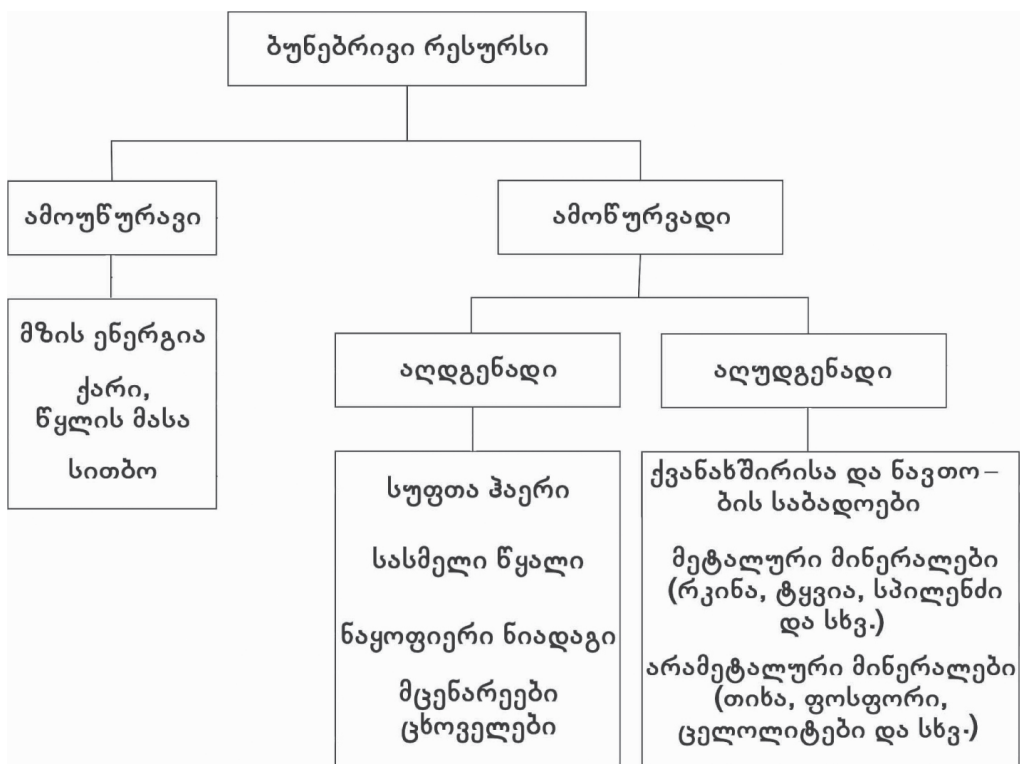 ბუნებრივი რესურსი
ამოუწურავი
ამოწურვადი
მზის ენერგია
ქარი,
წყლის მასა
სითბო
აღდგენადი
აღუდგენადი
სუფთა ჰაერი
სასმელი წყალი
ნაყოფიერი ნიადაგი
მცენარეები
ცხოველები
ქვანახშირისა და ნავთო–
ბის საბადოები
მეტალური მინერალები
(რკინა, ტყვია, სპილენძი
და სხვ.)
არამეტალური მინერალები
(თიხა, ფოსფორი,
ცელოლიტები და სხვ.)